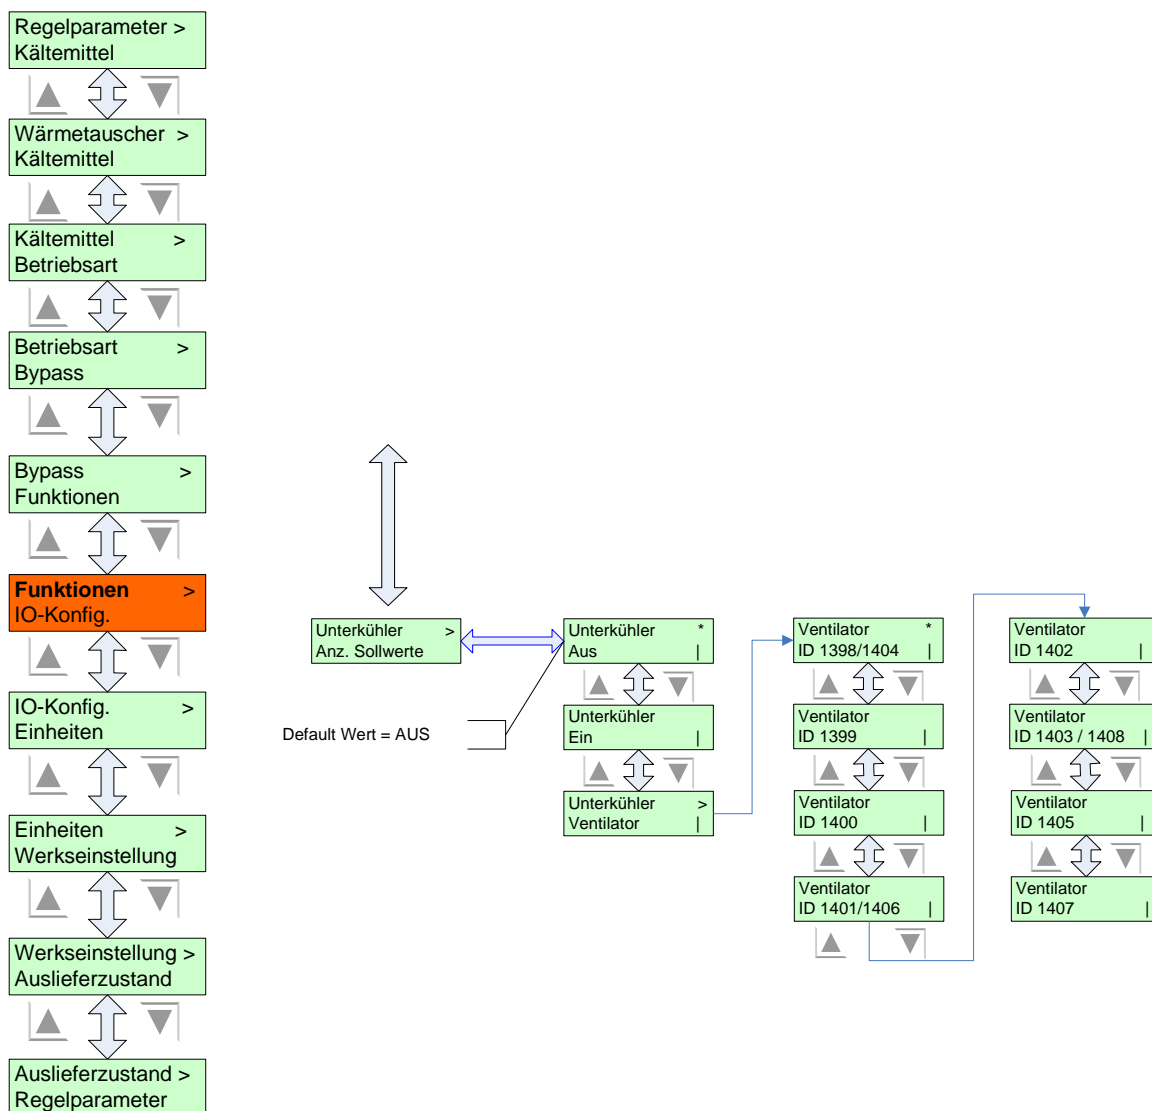 Regelparameter >
Kältemittel
Wärmetauscher >
Kältemittel
Kältemittel >
Betriebsart
Betriebsart >
Bypass
Bypass >
Funktionen
Funktionen >
IO-Konfig.
IO-Konfig. >
Einheiten
Einheiten >
Werkseinstellung
Werkseinstellung >
Auslieferzustand
Auslieferzustand >
Regelparameter
Unterkühler >
Anz. Sollwerte
Default Wert = AUS
Unterkühler *
Aus |
Unterkühler
Ein |
Unterkühler >
Ventilator |
Ventilator *
ID 1398/1404 |
Ventilator
ID 1399 |
Ventilator
ID 1400 |
Ventilator
ID 1401/1406 |
Ventilator
ID 1402 |
Ventilator
ID 1403 / 1408 |
Ventilator
ID 1405 |
Ventilator
ID 1407 |